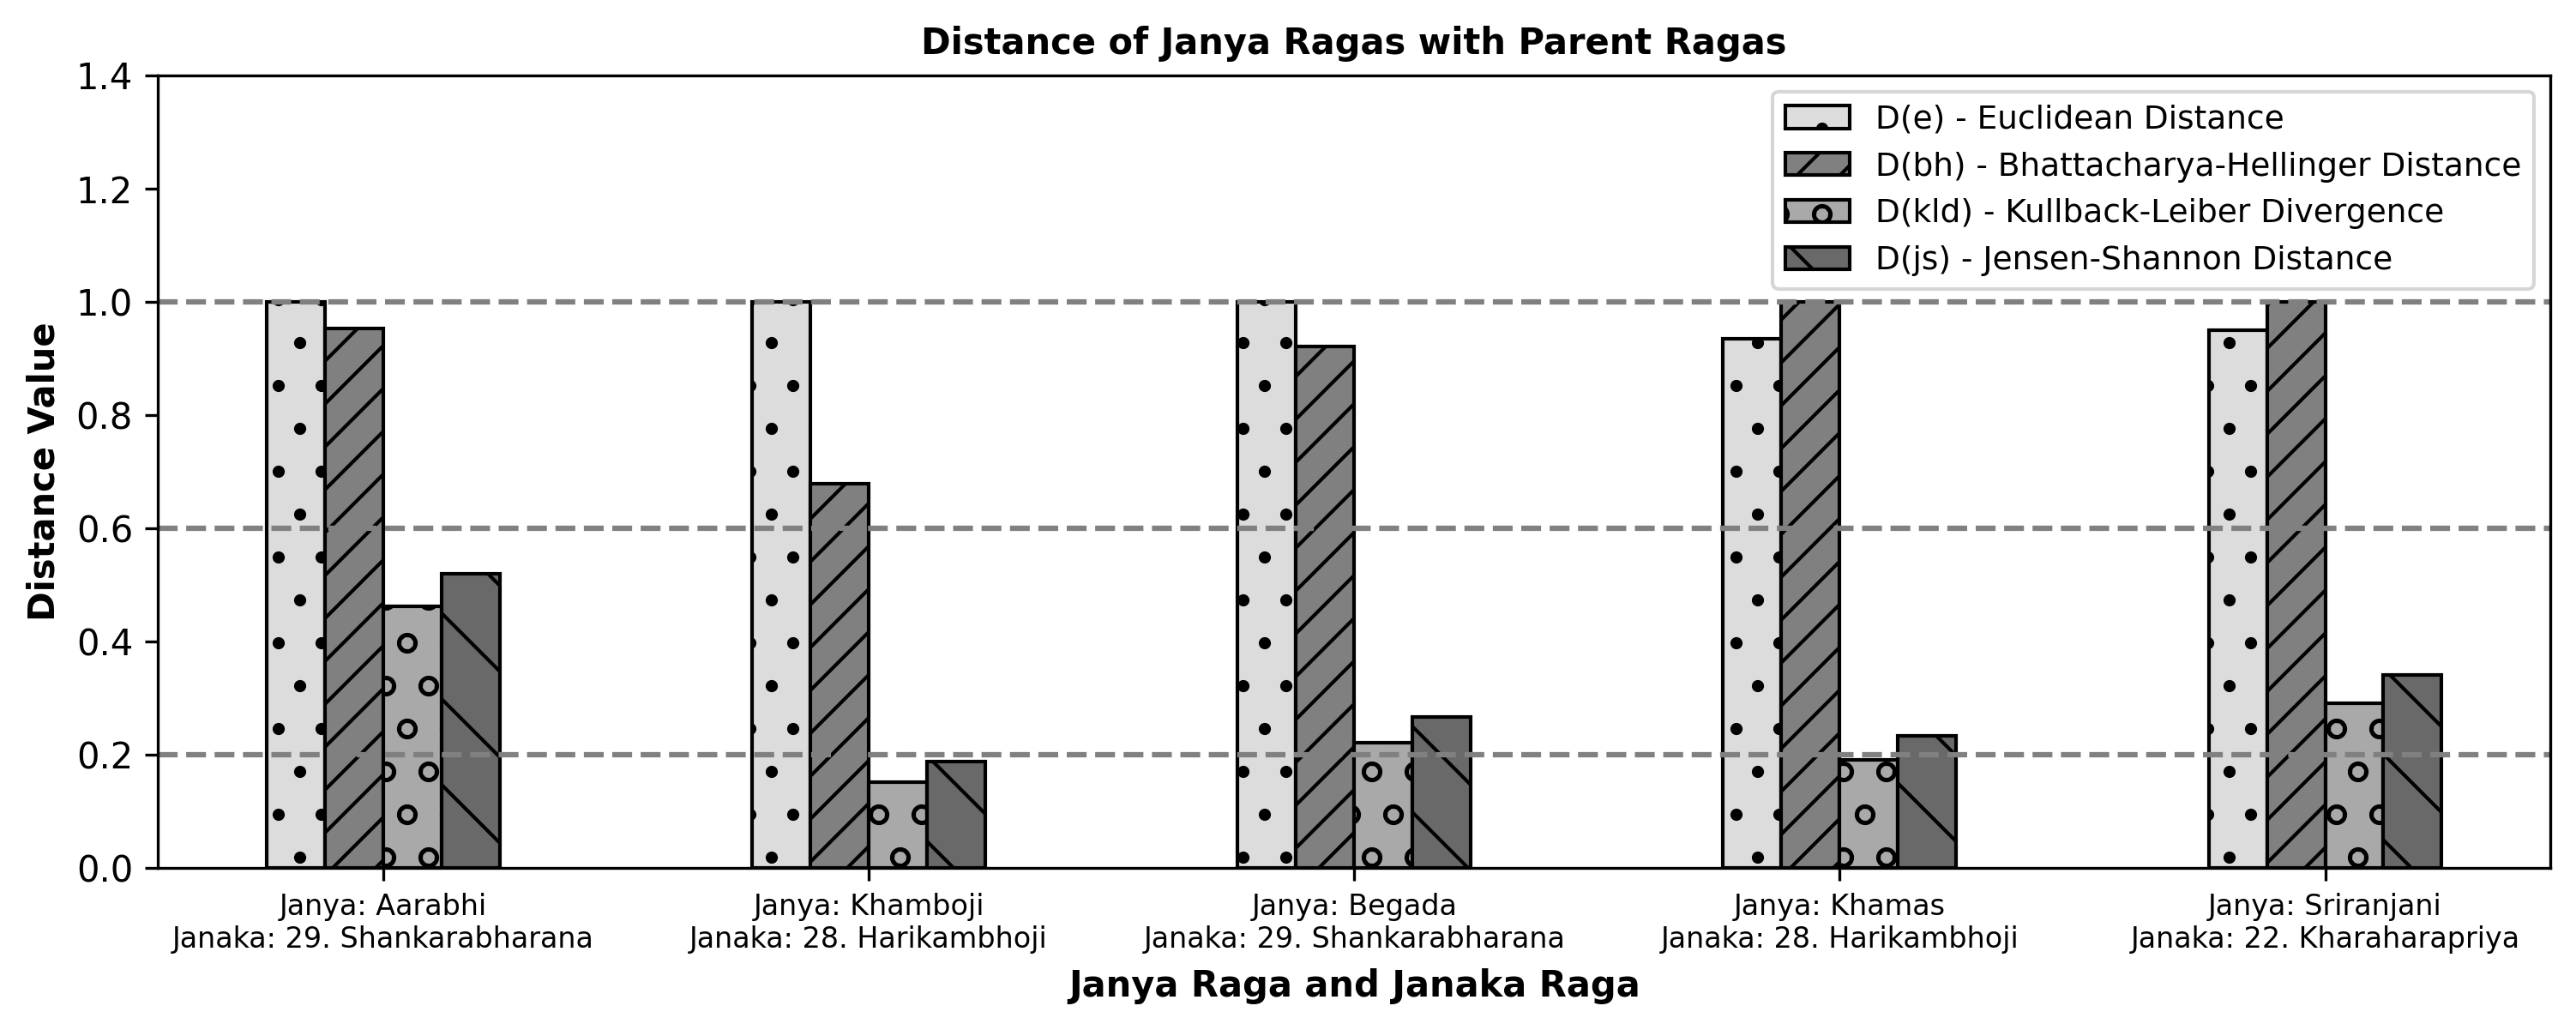 Distance of Janya Ragas with Parent Ragas
1.4
1.2
1.0
0.8
0.6
0.4
0.2
0.0
Distance Value
D(e) - Euclidean Distance
D(bh) - Bhattacharya-Hellinger Distance
D(kld) - Kullback-Leiber Divergence
D(js) - Jensen-Shannon Distance
Janya: Aarabhi
Janaka: 29. Shankarabharana
Janya: Khamboji
Janaka: 28. Harikambhoji
Janya: Begada
Janaka: 29. Shankarabharana
Janya: Khamas
Janaka: 28. Harikambhoji
Janya: Sriranjani
Janaka: 22. Kharaharapriya
Janya Raga and Janaka Raga